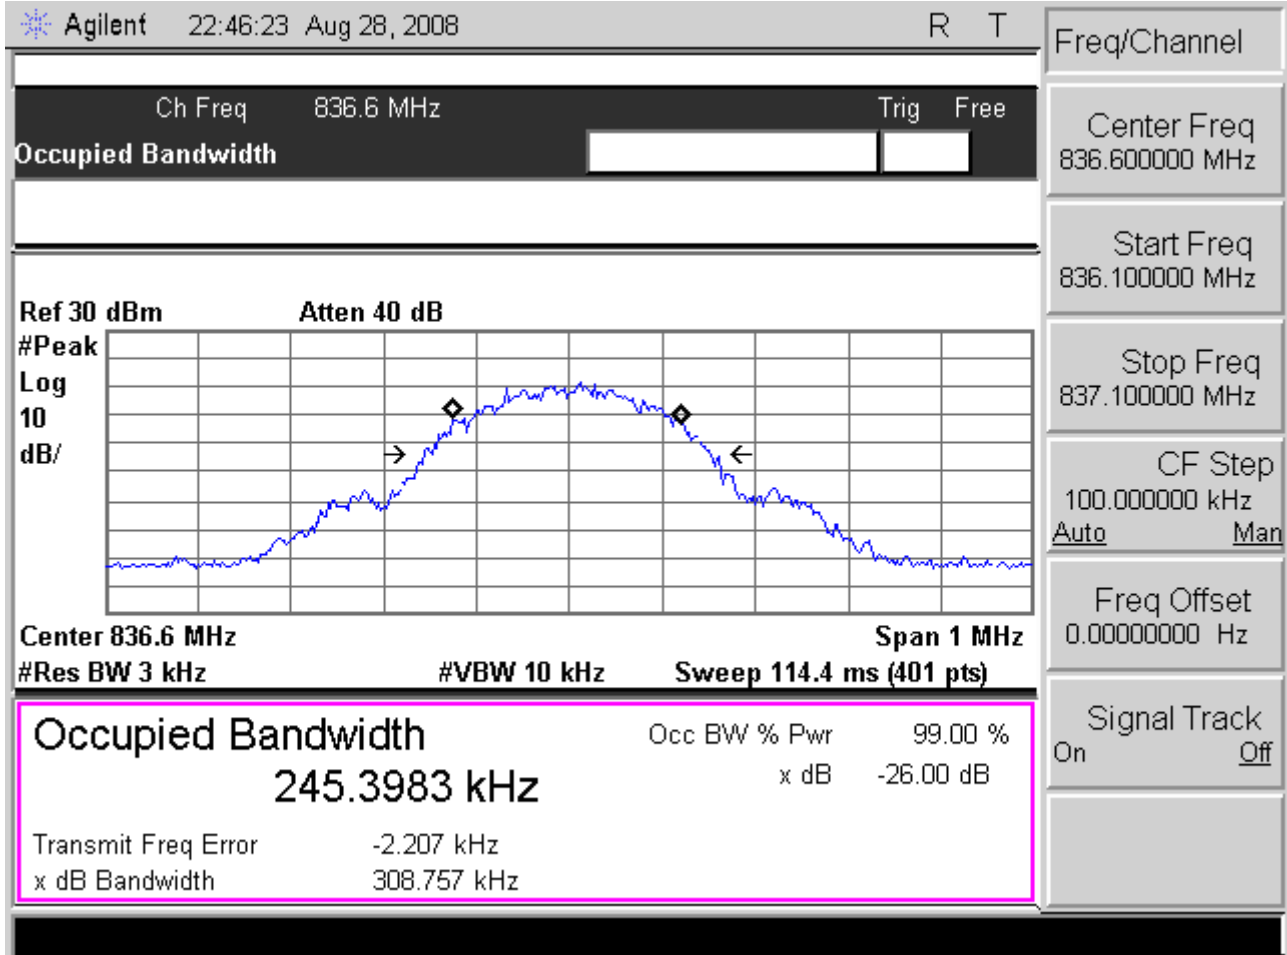 Agilent 22:46:23 Aug 28, 2008 R T
Freq/Channel
Ch Freq 836.6 MHz Trig Free
Occupied Bandwidth
Center Freq
836.600000 MHz
Start Freq
836.100000 MHz
Stop Freq
837.100000 MHz
CF Step
100.000000 kHz
Auto Man
Freq Offset
0.00000000 Hz
Signal Track
On Off
Ref 30 dBm Atten 40 dB
#Peak
Log
10
dB/
Center 836.6 MHz Span 1 MHz
#Res BW 3 kHz #VBW 10 kHz Sweep 114.4 ms (401 pts)
Occupied Bandwidth Occ BW % Pwr 99.00 %
245.3983 kHz x dB -26.00 dB
Transmit Freq Error -2.207 kHz
x dB Bandwidth 308.757 kHz